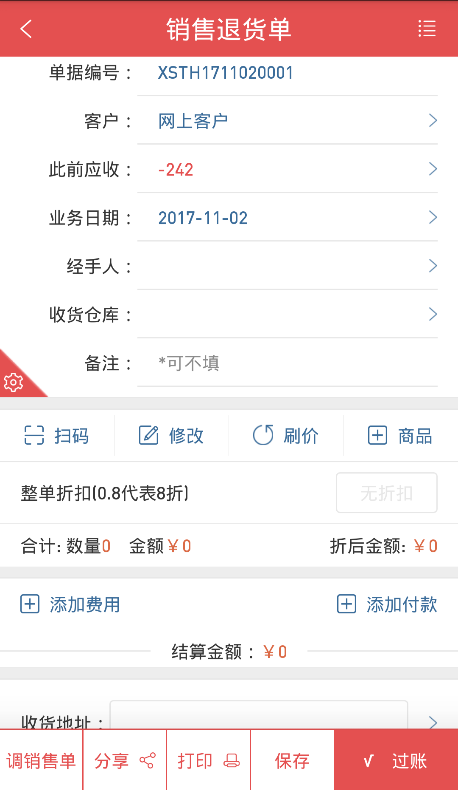 销售退货单
单据编号： XSTH1711020001
客户： 网上客户
此前应收： -242
业务日期： 2017-11-02
经手人：
收货仓库：
备注： *可不填
扫码 修改 刷价 商品
整单折扣(0.8代表8折) 无折扣
合计: 数量0 金额￥0 折后金额: ￥0
添加费用 添加付款
结算金额： ￥0
收货地址：
调销售单 分享 打印 保存 √ 过账